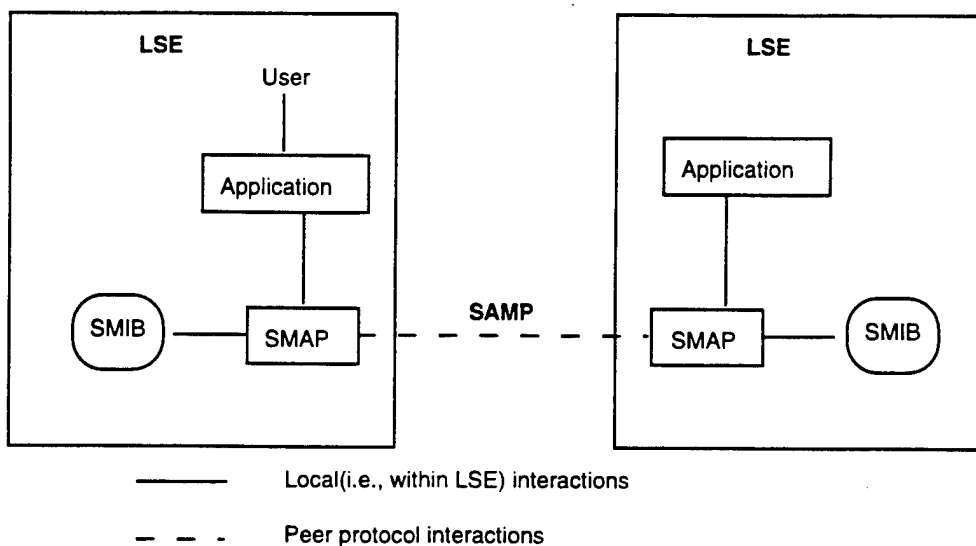 LSE
User
Application
SMIB
SMAP
SAMP
LSE
Application
SMAP
SMIB
Local(i.e., within LSE) interactions
Peer protocol interactions